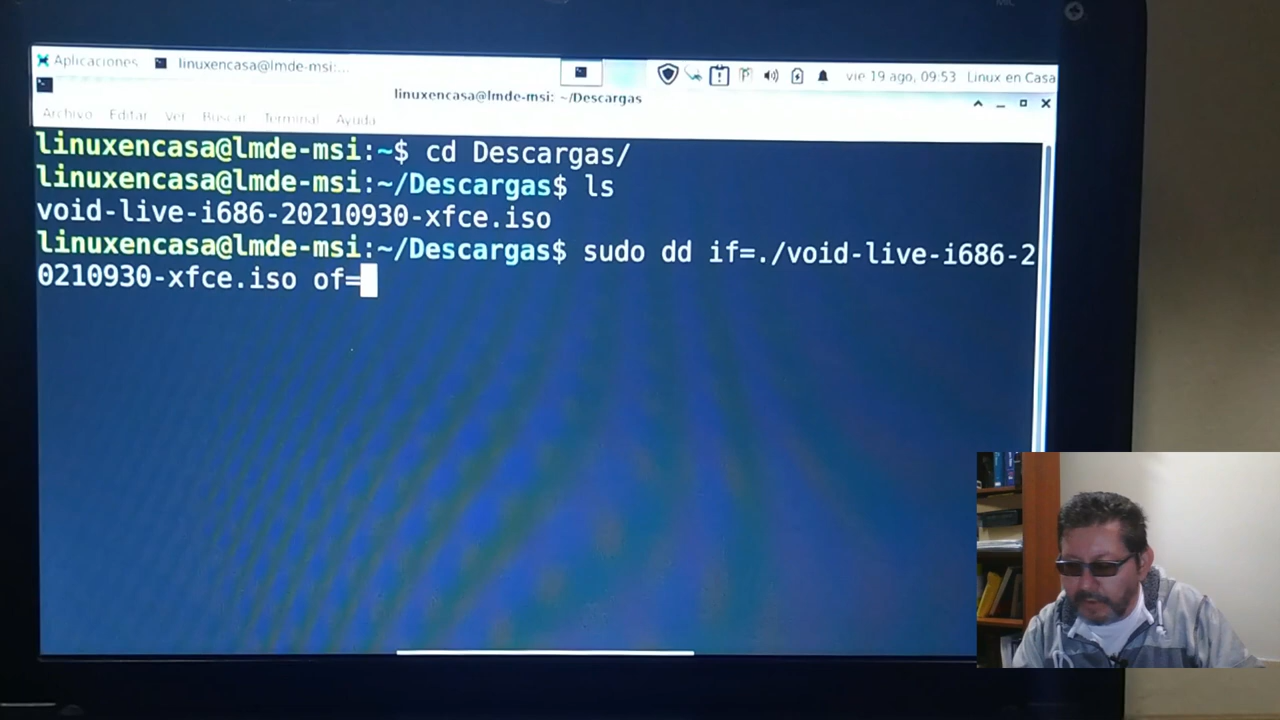 Aplicaciones linuxencasa@lmde-msi:... vie 19 ago, 09:53 Linux en Casa
linuxencasa@lmde-msi: ~/Descargas
Archivo Editar Ver Buscar Terminal Ayuda
linuxencasa@lmde-msi:~$ cd Descargas/
linuxencasa@lmde-msi:~/Descargas$ ls
void-live-i686-20210930-xfce.iso
linuxencasa@lmde-msi:~/Descargas$ sudo dd if=./void-live-i686-2
0210930-xfce.iso of=